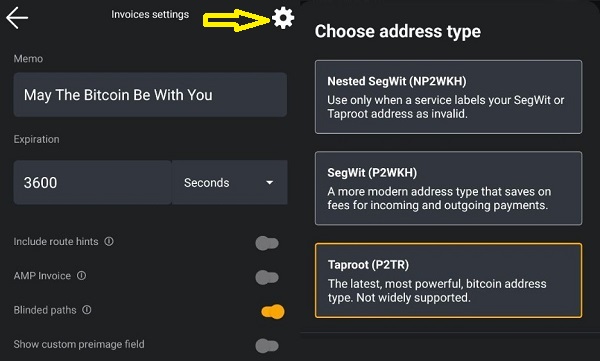 Invoices settings
Memo
May The Bitcoin Be With You
Expiration
3600
Seconds
Include route hints
AMP Invoice
Blinded paths
Show custom preimage field
Choose address type
Nested SegWit (NP2WKH)
Use only when a service labels your SegWit or
Taproot address as invalid.
SegWit (P2WKH)
A more modern address type that saves on
fees for incoming and outgoing payments.
Taproot (P2TR)
The latest, most powerful, bitcoin address
type. Not widely supported.